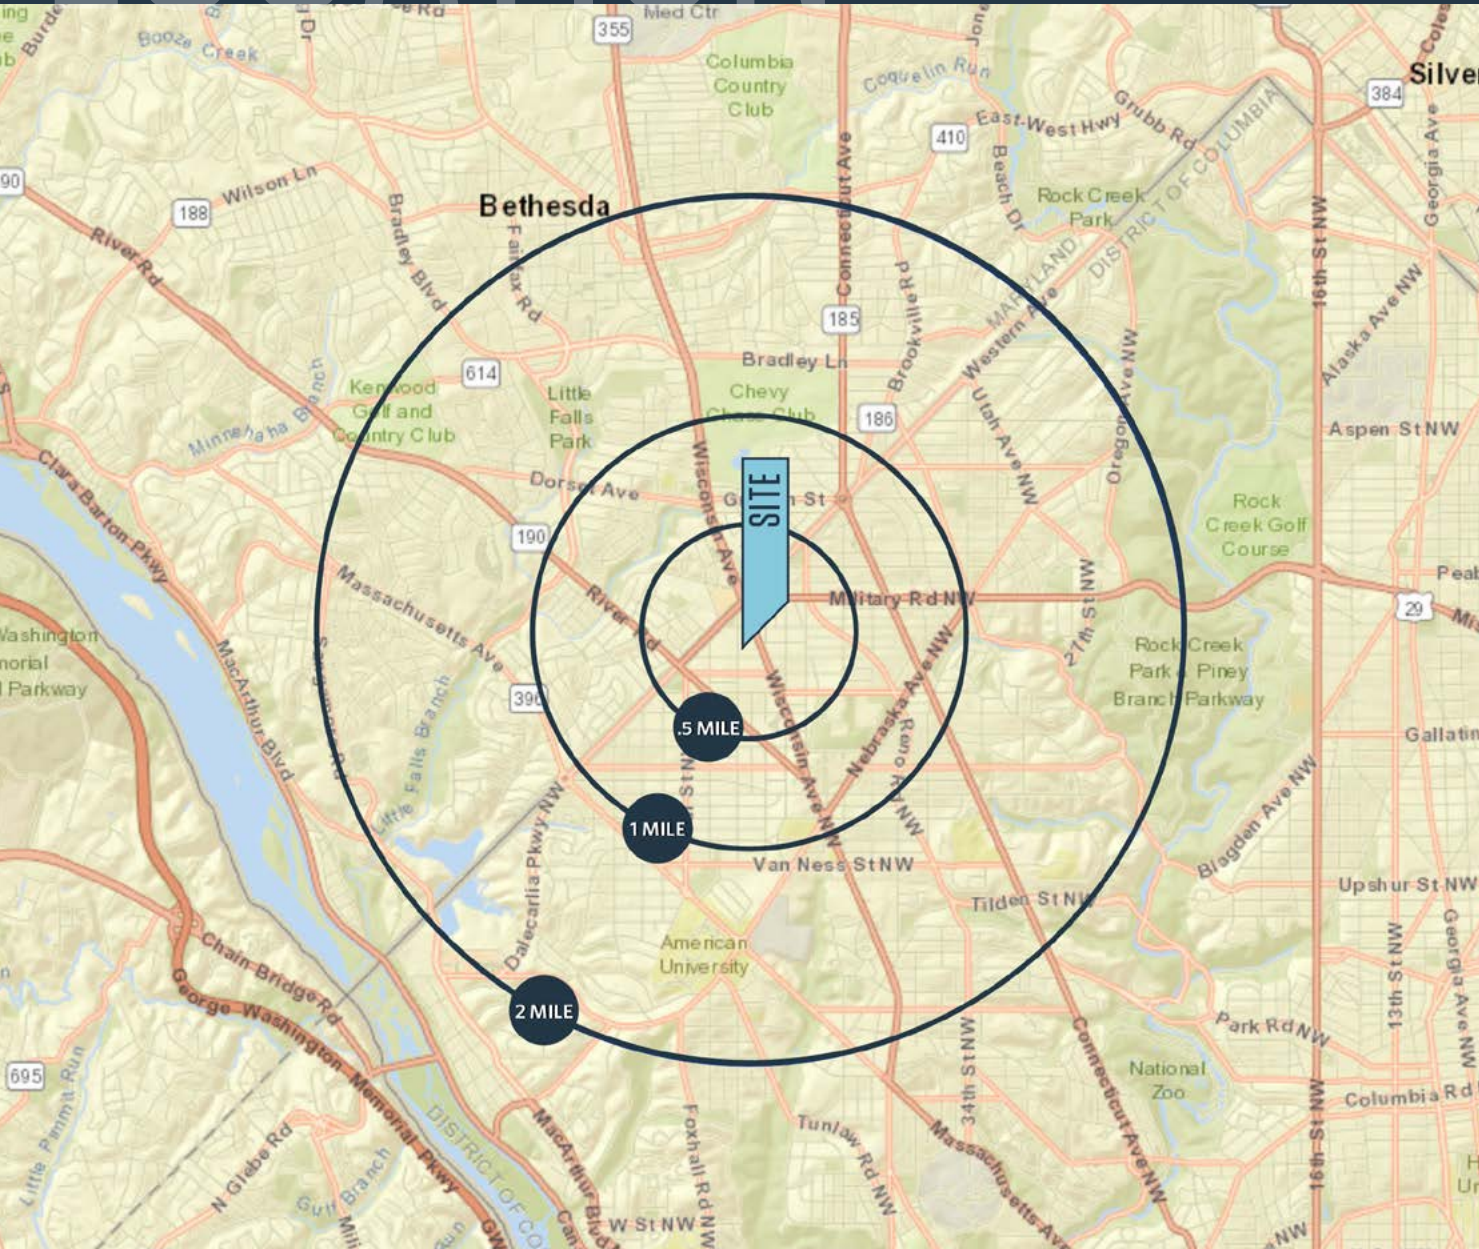 355
Med Ctr
Booze Creek
Columbia
Country
Club
Coquelin Run
384
Grubb Rd
East-West Hwy
410
Connecticut Ave
Georgia Ave
Beach Dr
DISTRICT OF COLUMBIA
Wilson Ln
188
Bethesda
Rock Creek
Park
16th St NW
River Rd
Bradley Blvd
Fairfax Rd
MARYLAND
Brookville Rd
Western Ave
Alaska Ave NW
185
Bradley Ln
614
Kenwood
Golf and
Country Club
Little
Falls
Park
Chevy
Chase Club
186
Utah Ave NW
Oregon Ave NW
Aspen St NW
Minnehaha Branch
Clara Barton Pkwy
Wisconsin Ave
Dorset Ave
SITE
Rock
Creek Golf
Course
190
Massachusetts Ave
River Rd
Military Rd NW
27th St NW
29
MacArthur Blvd
Rock Creek
Park & Piney
Branch Parkway
396
Little Falls Branch
Wisconsin Ave NW
Nebraska Ave NW
Reno Rd NW
.5 MILE
Gallatin
1 MILE
Dalecarlia Pkwy NW
Van Ness St NW
Blagden Ave NW
Tilden St NW
Upshur St NW
American
University
Chain Bridge Rd
George Washington Memorial Pkwy
2 MILE
13th St NW
Georgia Ave NW
Park Rd NW
34th St NW
Connecticut Ave NW
National
Zoo
695
Little Pimmit Run
Columbia Rd
16th St NW
N Glebe Rd
Gulf Branch
DISTRICT OF CO
MacArthur Blvd
Foxhall Rd NW
Tunlaw Rd NW
Massachusetts Av
W St NW